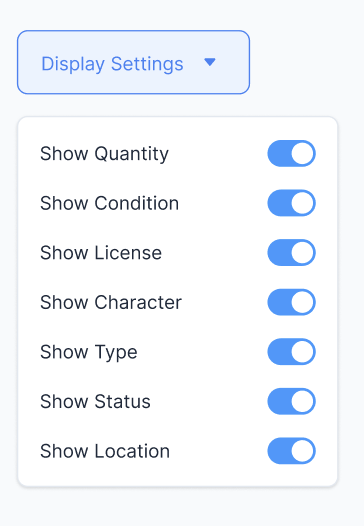 Display Settings
Show Quantity
Show Condition
Show License
Show Character
Show Type
Show Status
Show Location